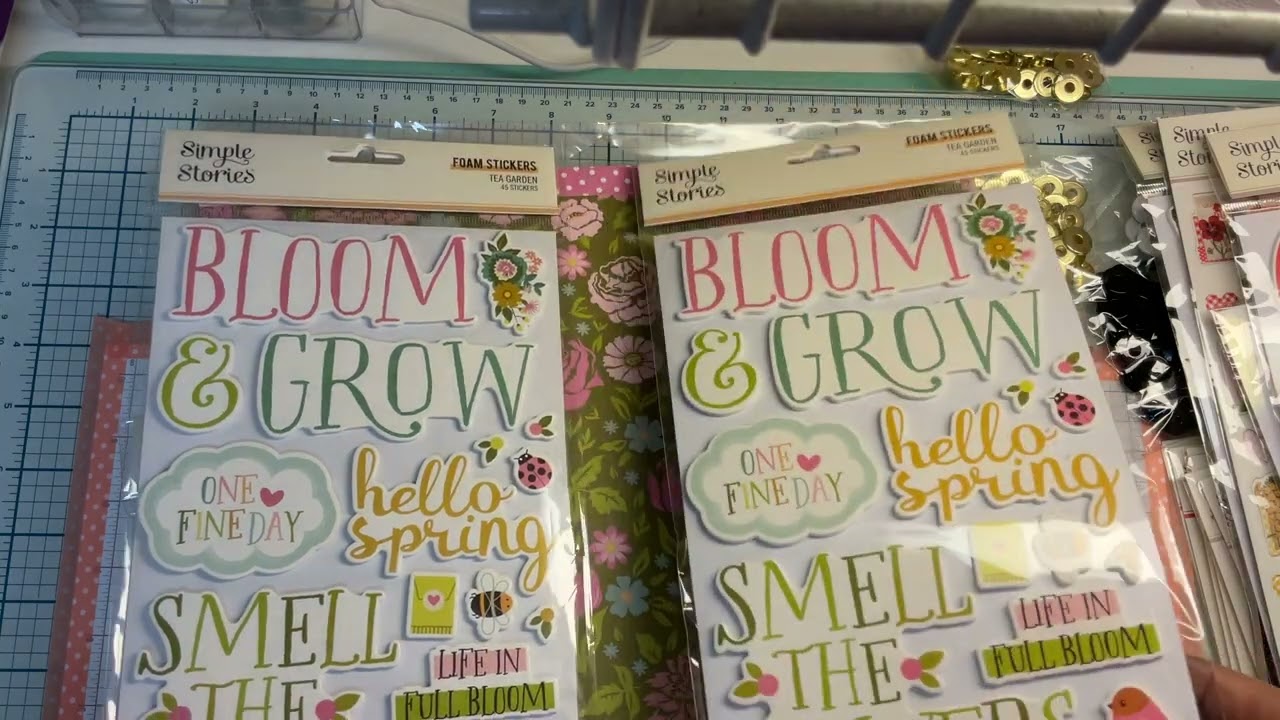 Simple
Stories
FOAM STICKERS
TEA GARDEN
45 STICKERS
BLOOM
& GROW
ONE
FINE DAY
hello
spring
SMELL
THE
LIFE IN
FULL BLOOM
Simple
Stories
FOAM STICKERS
TEA GARDEN
45 STICKERS
BLOOM
& GROW
ONE
FINE DAY
hello
spring
SMELL
THE
LIFE IN
FULL BLOOM
Simple